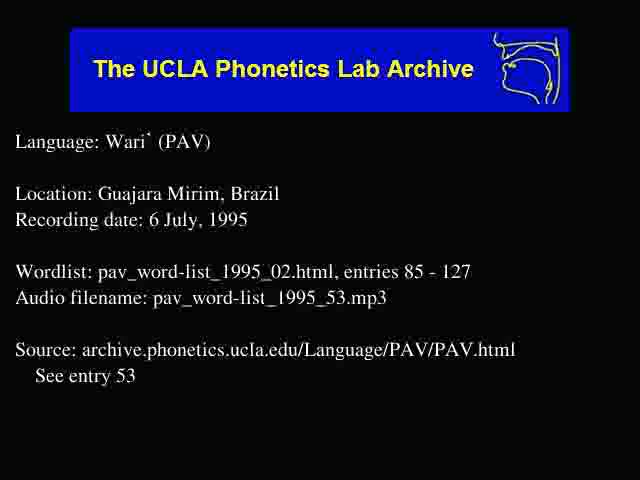 The UCLA Phonetics Lab Archive
Language: Wari` (PAV)
Location: Guajara Mirim, Brazil
Recording date: 6 July, 1995
Wordlist: pav_word-list_1995_02.html, entries 85 - 127
Audio filename: pav_word-list_1995_53.mp3
Source: archive.phonetics.ucla.edu/Language/PAV/PAV.html
See entry 53